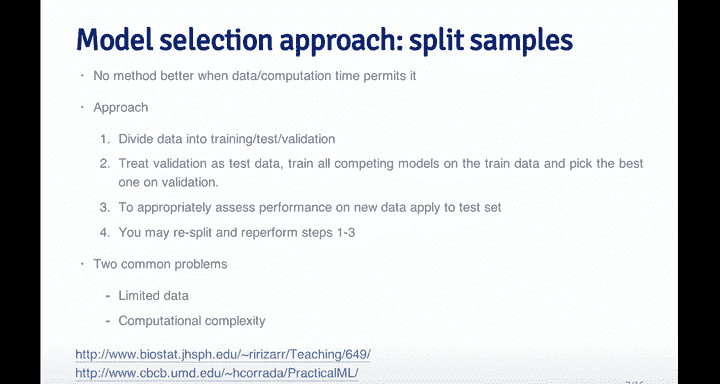 Model selection approach: split samples
· No method better when data/computation time permits it
· Approach
1. Divide data into training/test/validation
2. Treat validation as test data, train all competing models on the train data and pick the best
one on validation.
3. To appropriately assess performance on new data apply to test set
4. You may re-split and reperform steps 1-3
· Two common problems
- Limited data
- Computational complexity
http://www.biostat.jhsph.edu/~ririzarr/Teaching/649/
http://www.cbcb.umd.edu/~hcorrada/PracticalML/